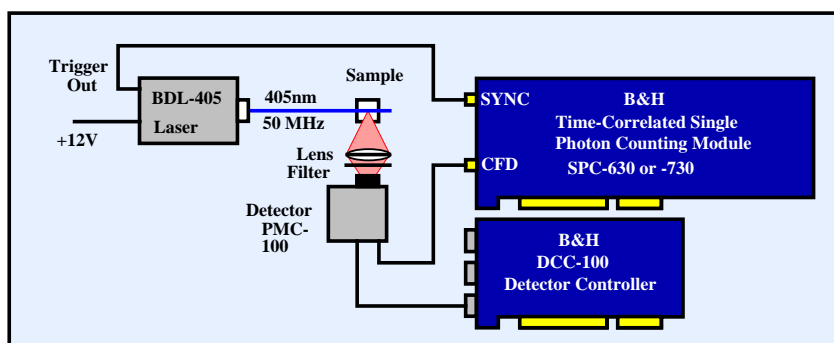 Trigger
Out
BDL-405
Laser
+12V
405nm
50 MHz
Sample
Lens
Filter
Detector
PMC-
100
SYNC
CFD
B&H
Time-Correlated Single
Photon Counting Module
SPC-630 or -730
B&H
DCC-100
Detector Controller